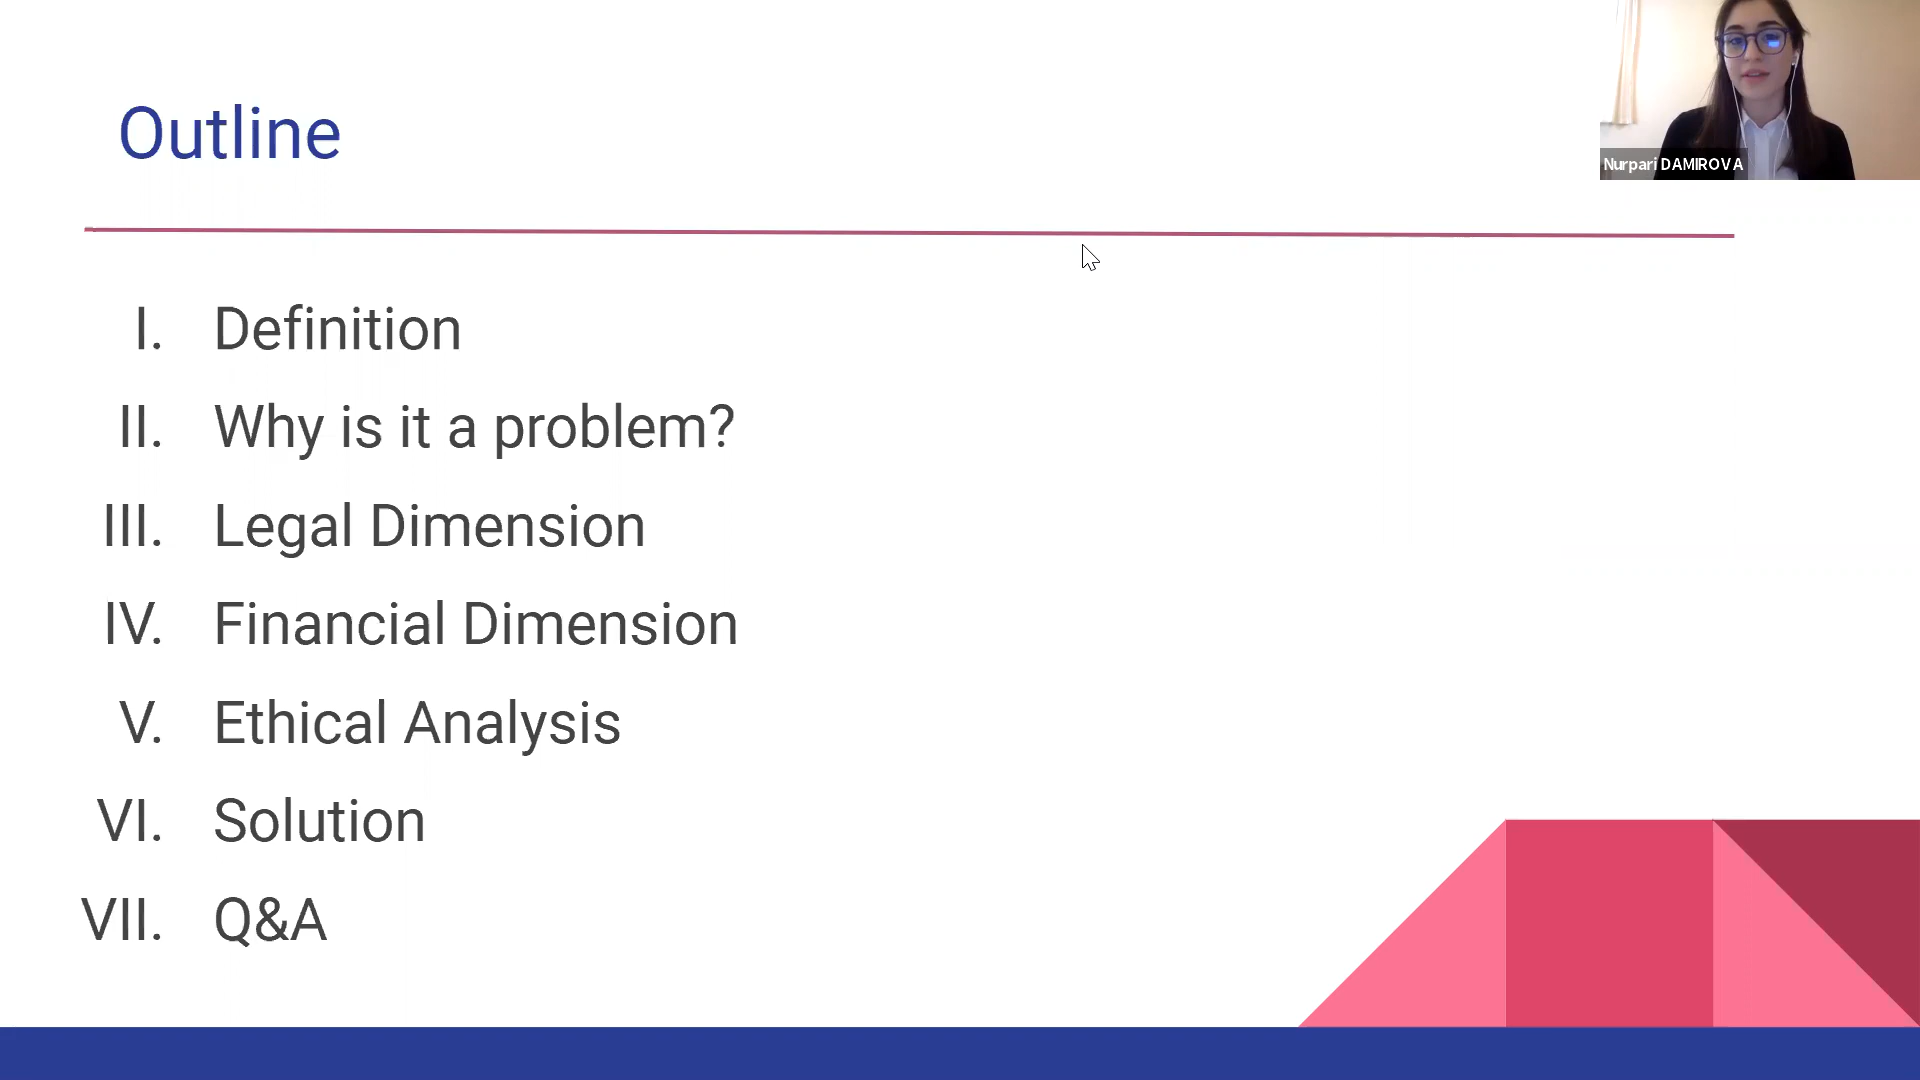 Outline
Nurpari DAMIROVA
I. Definition
II. Why is it a problem?
III. Legal Dimension
IV. Financial Dimension
V. Ethical Analysis
VI. Solution
VII. Q&A